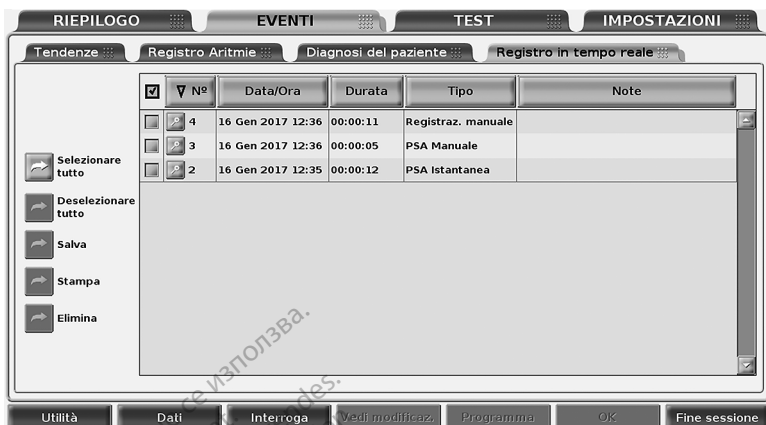 RIEPILOGO EVENTI TEST IMPOSTAZIONI
Tendenze Registro Aritmie Diagnosi del paziente Registro in tempo reale
Nº Data/Ora Durata Tipo Note
4 16 Gen 2017 12:36 00:00:11 Registraz. manuale
3 16 Gen 2017 12:36 00:00:05 PSA Manuale
2 16 Gen 2017 12:35 00:00:12 PSA Istantanea
Selezionare
tutto
Deselezionare
tutto
Salva
Stampa
Elimina
се използва.
Utilità Dati Interroga Vedi modificaz. Programma OK Fine sessione